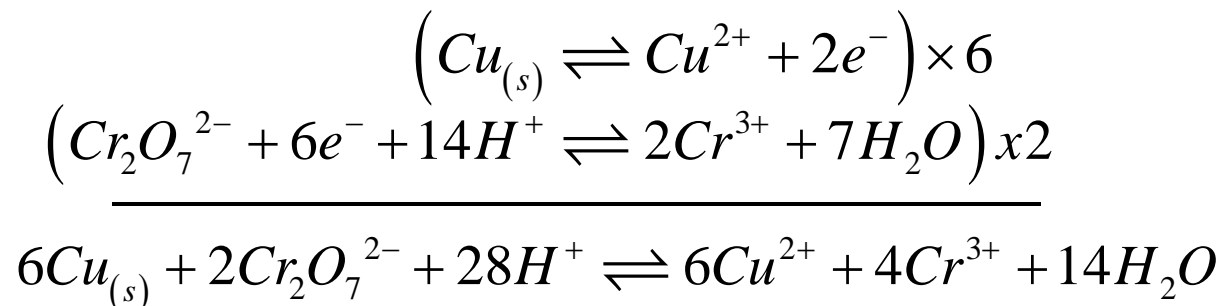 (Cu₍ₛ₎ ⇌ Cu²⁺ + 2e⁻) × 6
(Cr₂O₇²⁻ + 6e⁻ + 14H⁺ ⇌ 2Cr³⁺ + 7H₂O) x2
6Cu₍ₛ₎ + 2Cr₂O₇²⁻ + 28H⁺ ⇌ 6Cu²⁺ + 4Cr³⁺ + 14H₂O